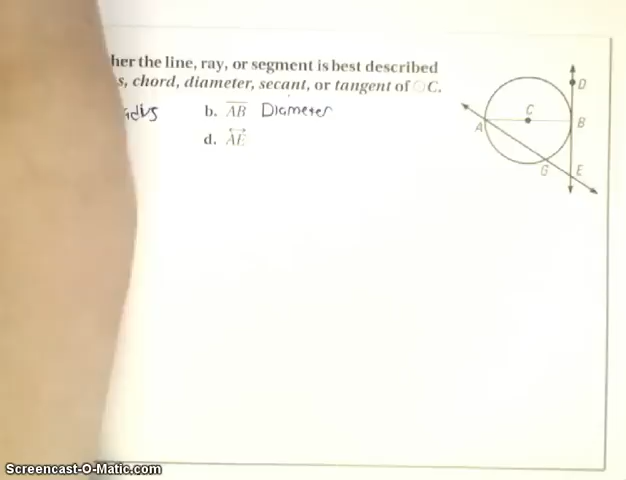 her the line, ray, or segment is best described
s, chord, diameter, secant, or tangent of ⊙C.
adius b. AB Diameter
d. AE
D
C
A B
G E
Screencast-O-Matic.com